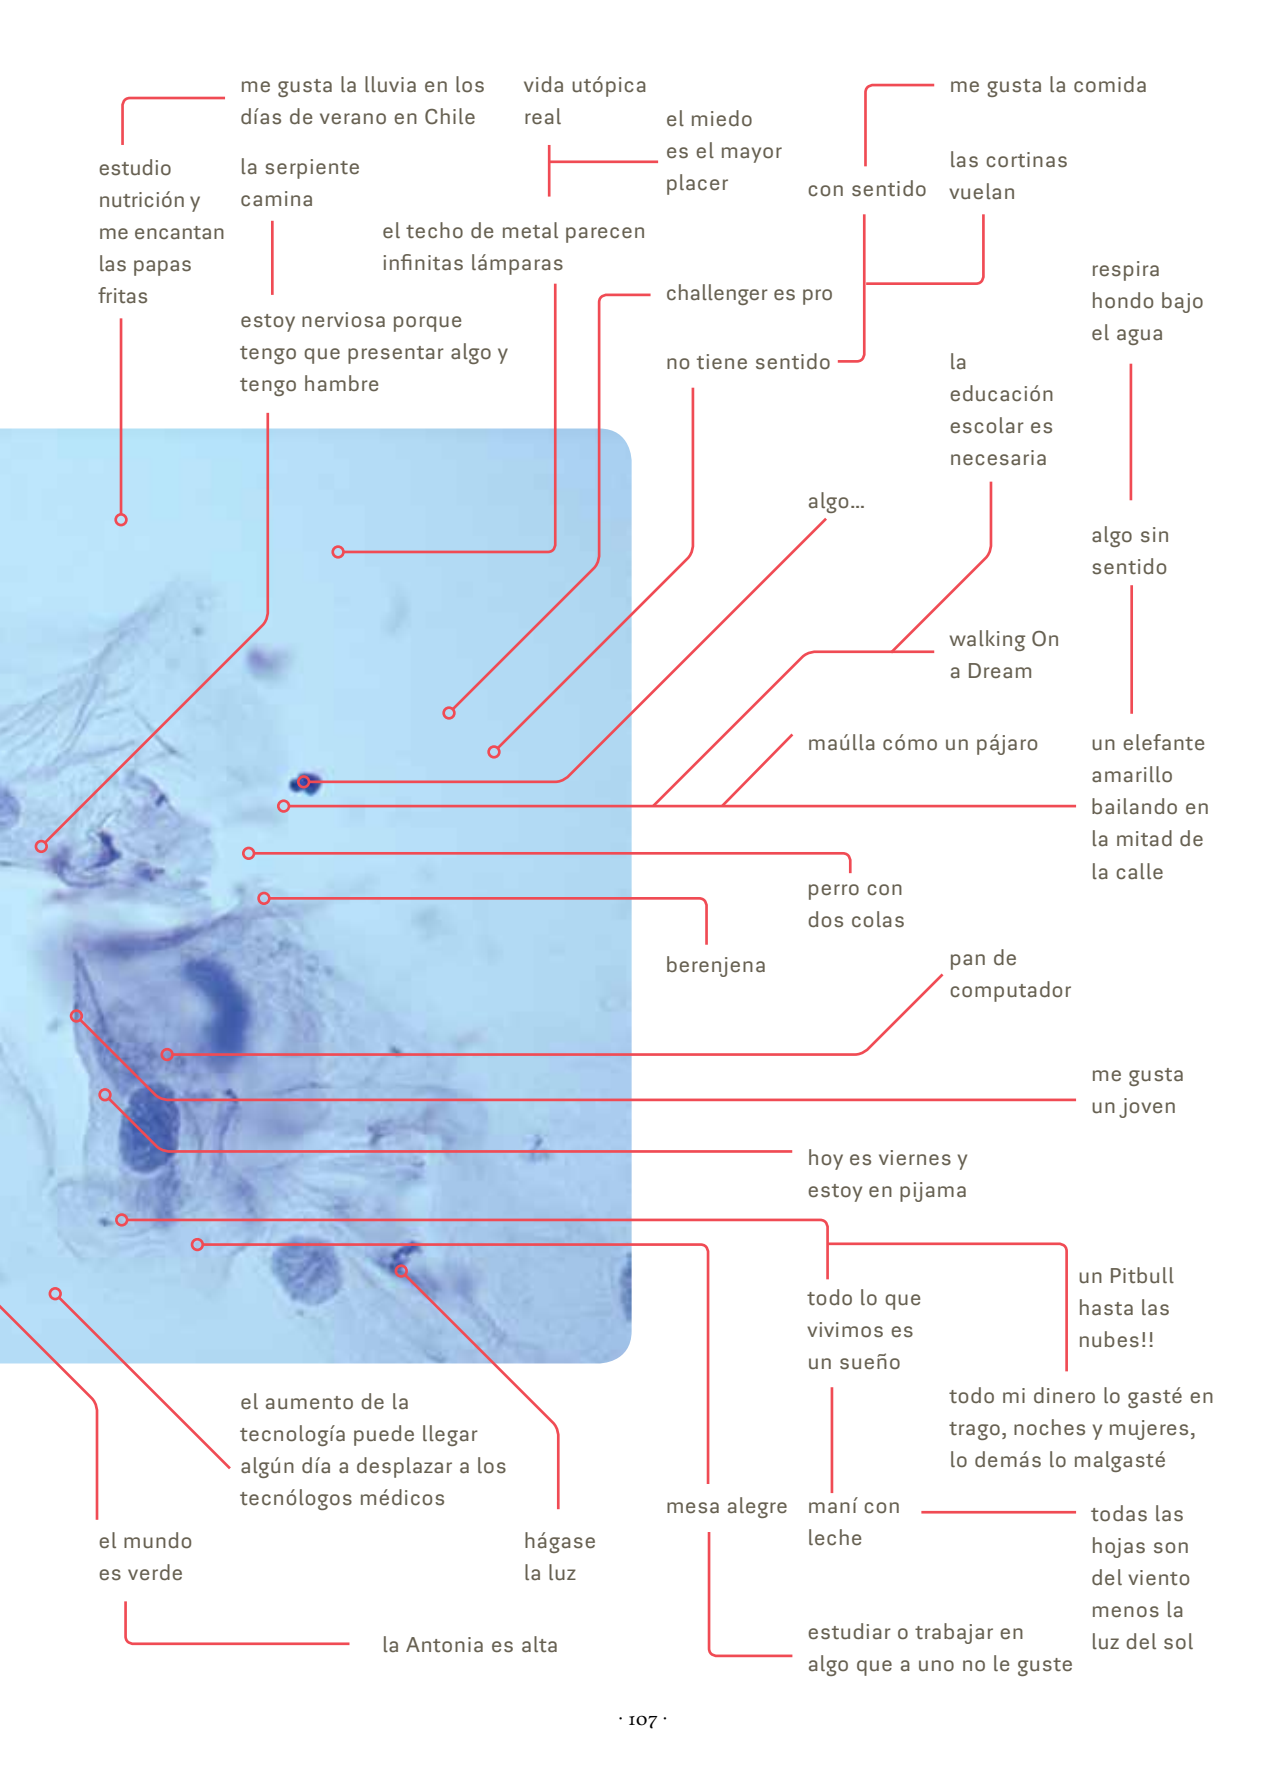 me gusta la lluvia en los
días de verano en Chile
vida utópica
real
me gusta la comida
el miedo
es el mayor
placer
estudio
nutrición y
me encantan
las papas
fritas
la serpiente
camina
con sentido
las cortinas
vuelan
el techo de metal parecen
infinitas lámparas
respira
hondo bajo
el agua
challenger es pro
estoy nerviosa porque
tengo que presentar algo y
tengo hambre
no tiene sentido
la
educación
escolar es
necesaria
algo...
algo sin
sentido
walking On
a Dream
maúlla cómo un pájaro
un elefante
amarillo
bailando en
la mitad de
la calle
perro con
dos colas
berenjena
pan de
computador
me gusta
un joven
hoy es viernes y
estoy en pijama
todo lo que
vivimos es
un sueño
un Pitbull
hasta las
nubes!!
todo mi dinero lo gasté en
trago, noches y mujeres,
lo demás lo malgasté
el aumento de la
tecnología puede llegar
algún día a desplazar a los
tecnólogos médicos
mesa alegre
maní con
leche
todas las
hojas son
del viento
menos la
luz del sol
el mundo
es verde
hágase
la luz
la Antonia es alta
estudiar o trabajar en
algo que a uno no le guste
· 107 ·